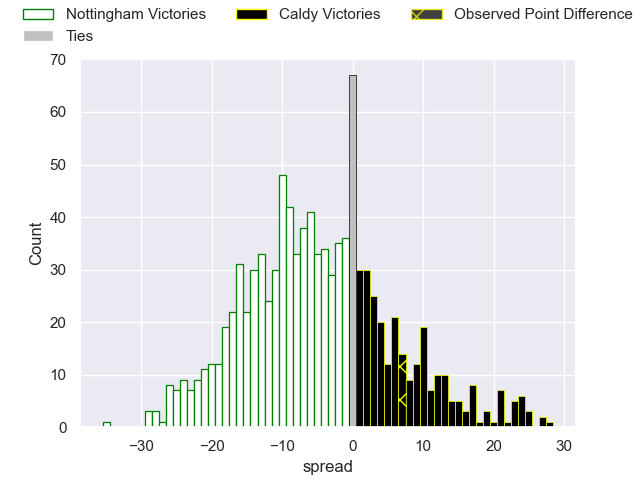 Nottingham Victories
Caldy Victories
Observed Point Difference
Ties
70
60
50
40
30
20
10
0
Count
−30
−20
−10
0
10
20
30
spread